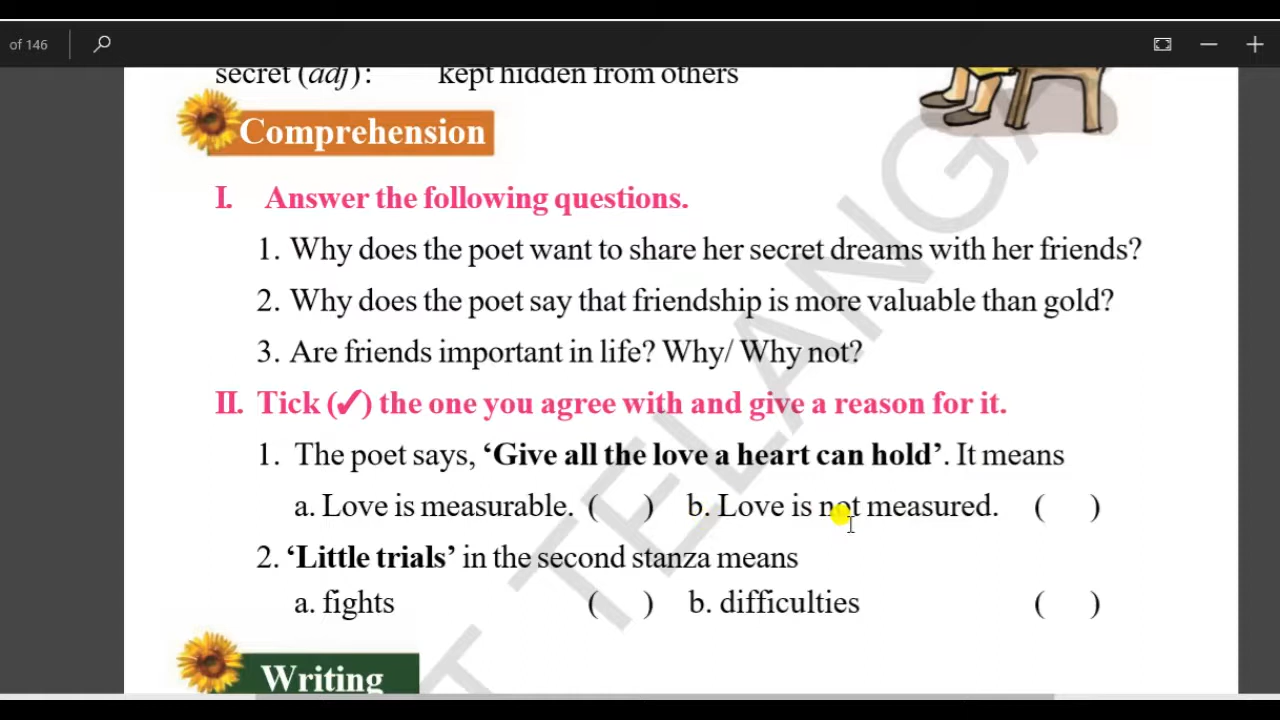 of 146
secret (adj): kept hidden from others
Comprehension
I. Answer the following questions.
1. Why does the poet want to share her secret dreams with her friends?
2. Why does the poet say that friendship is more valuable than gold?
3. Are friends important in life? Why/ Why not?
II. Tick (✓) the one you agree with and give a reason for it.
1. The poet says, ‘Give all the love a heart can hold’. It means
a. Love is measurable. ( ) b. Love is not measured. ( )
2. ‘Little trials’ in the second stanza means
a. fights ( ) b. difficulties ( )
Writing
T TELANGA